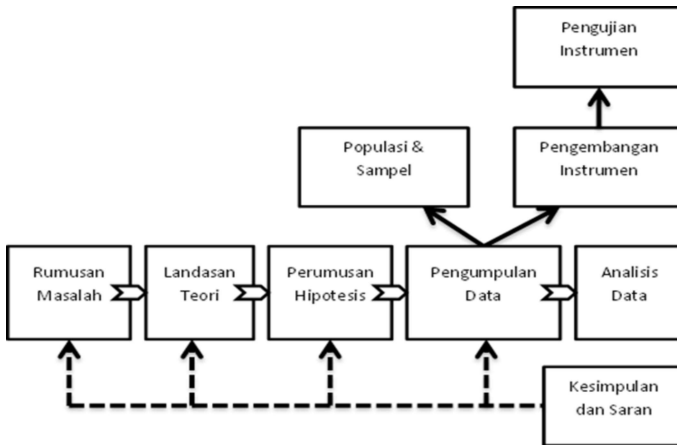 Pengujian
Instrumen
Populasi &
Sampel
Pengembangan
Instrumen
Rumusan
Masalah
Landasan
Teori
Perumusan
Hipotesis
Pengumpulan
Data
Analisis
Data
Kesimpulan
dan Saran